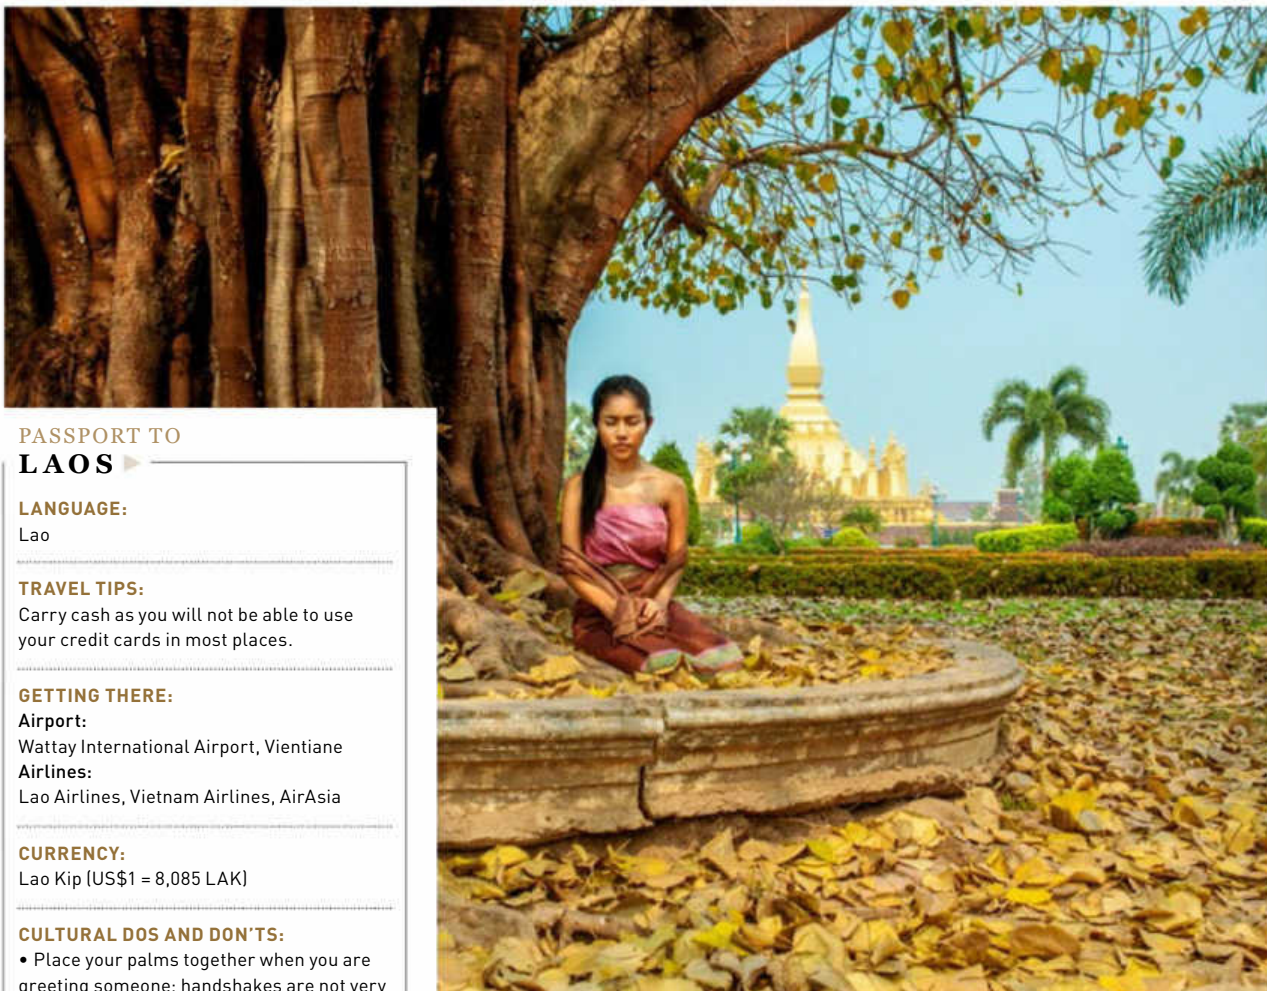 PASSPORT TO
LAOS
LANGUAGE:
Lao
TRAVEL TIPS:
Carry cash as you will not be able to use
your credit cards in most places.
GETTING THERE:
Airport:
Wattay International Airport, Vientiane
Airlines:
Lao Airlines, Vietnam Airlines, AirAsia
CURRENCY:
Lao Kip (US$1 = 8,085 LAK)
CULTURAL DOS AND DON'TS:
• Place your palms together when you are
greeting someone; handshakes are not very